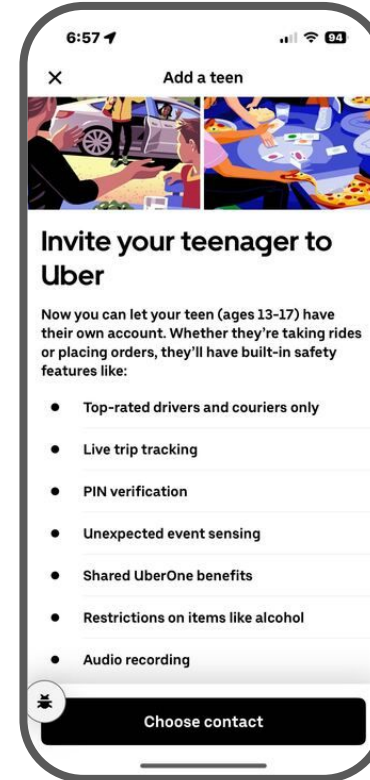 6:57
94
Add a teen
Invite your teenager to
Uber
Now you can let your teen (ages 13-17) have
their own account. Whether they’re taking rides
or placing orders, they’ll have built-in safety
features like:
● Top-rated drivers and couriers only
● Live trip tracking
● PIN verification
● Unexpected event sensing
● Shared UberOne benefits
● Restrictions on items like alcohol
● Audio recording
Choose contact